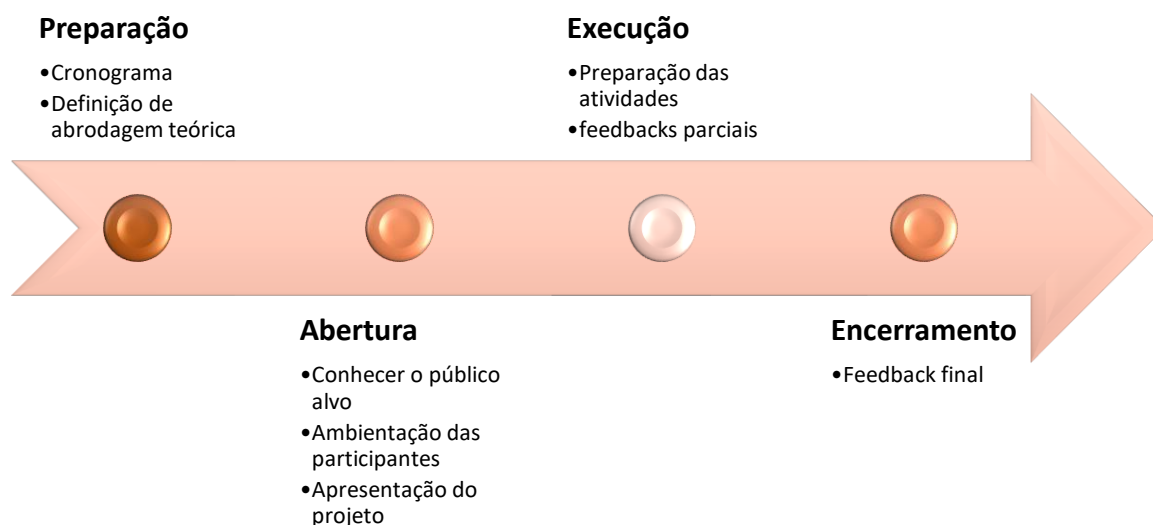 Preparação
•Cronograma
•Definição de
abrodagem teórica
Abertura
•Conhecer o público
alvo
•Ambientação das
participantes
•Apresentação do
projeto
Execução
•Preparação das
atividades
•feedbacks parciais
Encerramento
•Feedback final